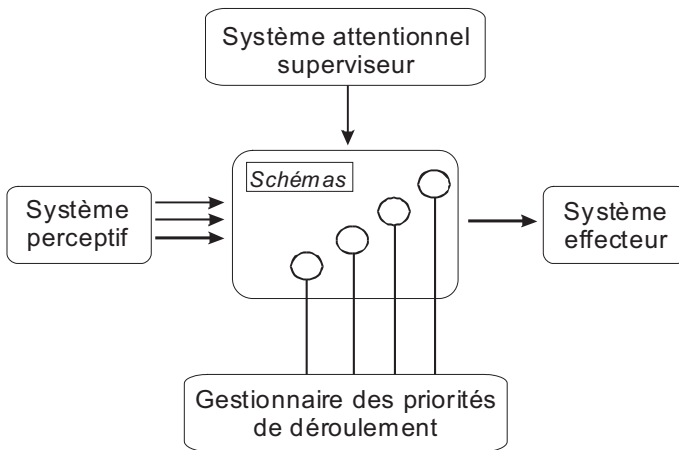 Système attentionnel
superviseur
Schémas
Système
perceptif
Système
effecteur
Gestionnaire des priorités
de déroulement